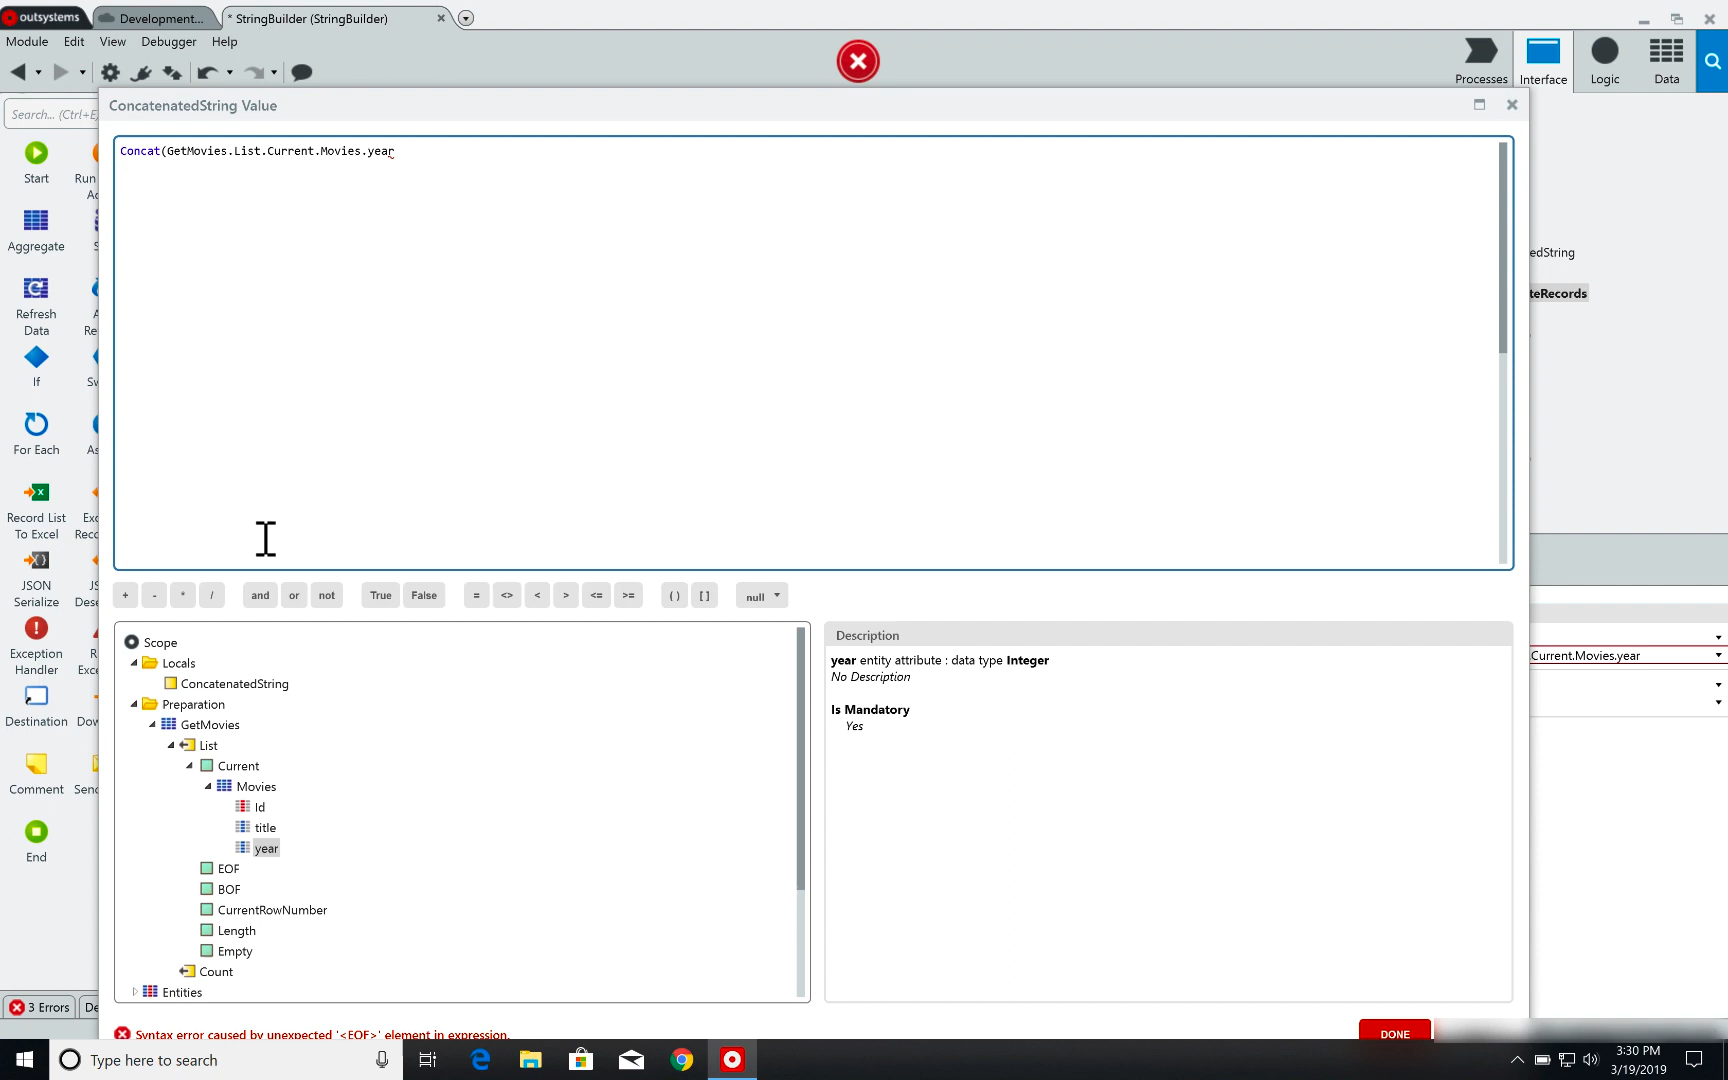 outsystems
Development...
* StringBuilder (StringBuilder)
Module Edit View Debugger Help
Processes Interface Logic Data
Search... (Ctrl+E)
ConcatenatedString Value
Concat(GetMovies.List.Current.Movies.year
Start
Run
Aggregate
Refresh Data
If
For Each
Record List To Excel
JSON Serialize
Exception Handler
Destination
Comment
End
edString
teRecords
+ - * / and or not True False = <> < > <= >= ( ) [ ] null
Scope
Locals
ConcatenatedString
Preparation
GetMovies
List
Current
Movies
Id
title
year
EOF
BOF
CurrentRowNumber
Length
Empty
Count
Entities
Description
year entity attribute : data type Integer
No Description
Is Mandatory
Yes
Current.Movies.year
3 Errors
De
Syntax error caused by unexpected '<EOF>' element in expression.
DONE
Type here to search
3:30 PM
3/19/2019